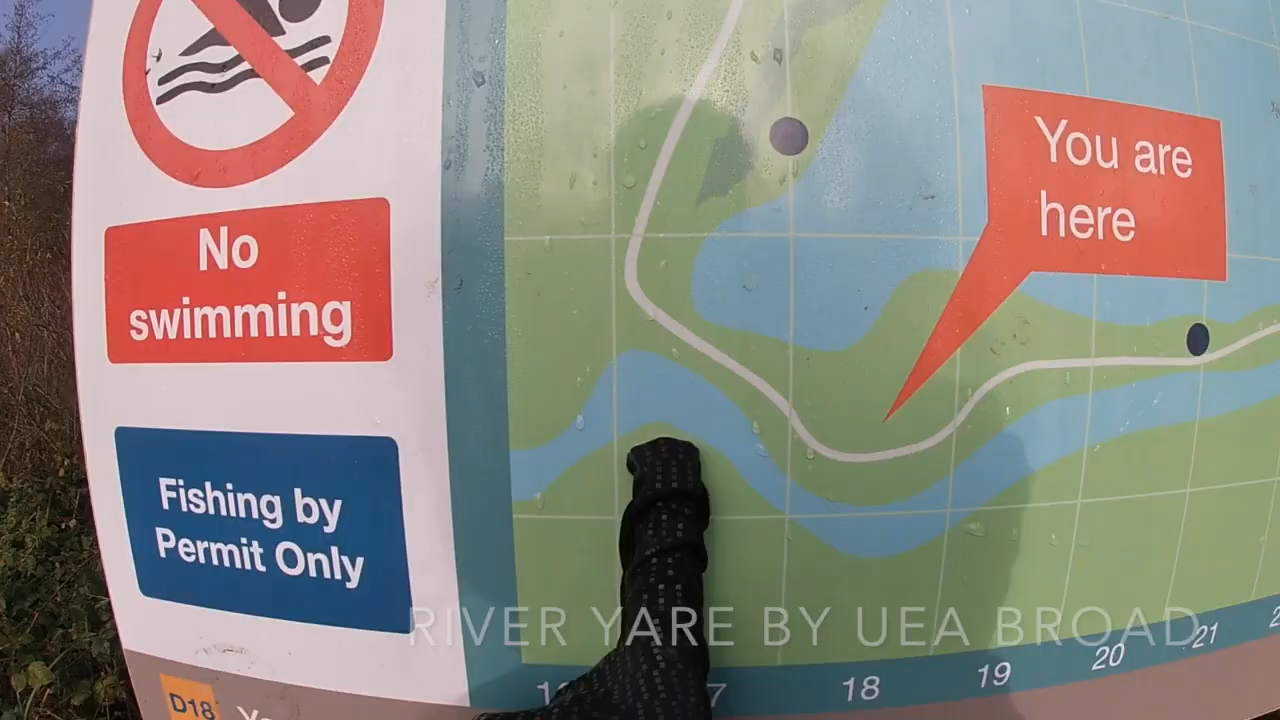 No
swimming
Fishing by
Permit Only
You are
here
RIVER YARE BY UEA BROAD
18
19
20
21
D18